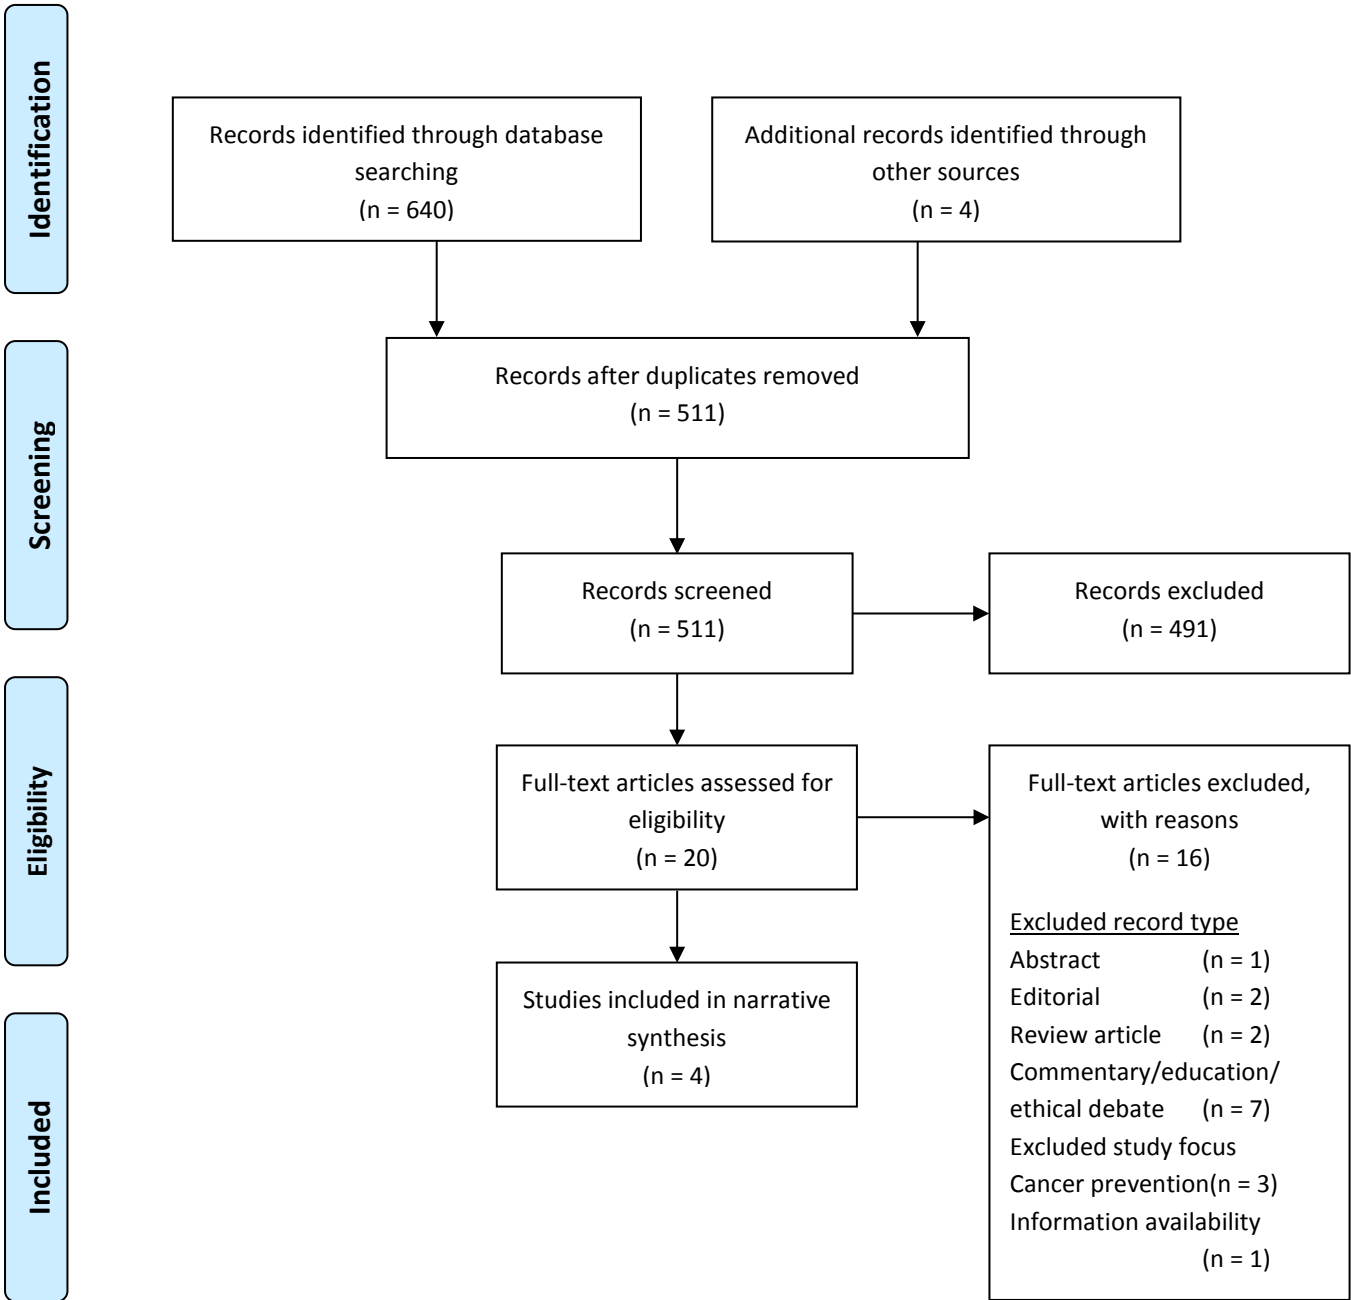 Identification
Records identified through database
searching
(n = 640)
Additional records identified through
other sources
(n = 4)
Screening
Records after duplicates removed
(n = 511)
Records screened
(n = 511)
Records excluded
(n = 491)
Eligibility
Full-text articles assessed for
eligibility
(n = 20)
Full-text articles excluded,
with reasons
(n = 16)
Excluded record type
Abstract (n = 1)
Editorial (n = 2)
Review article (n = 2)
Commentary/education/
ethical debate (n = 7)
Excluded study focus
Cancer prevention(n = 3)
Information availability
(n = 1)
Included
Studies included in narrative
synthesis
(n = 4)